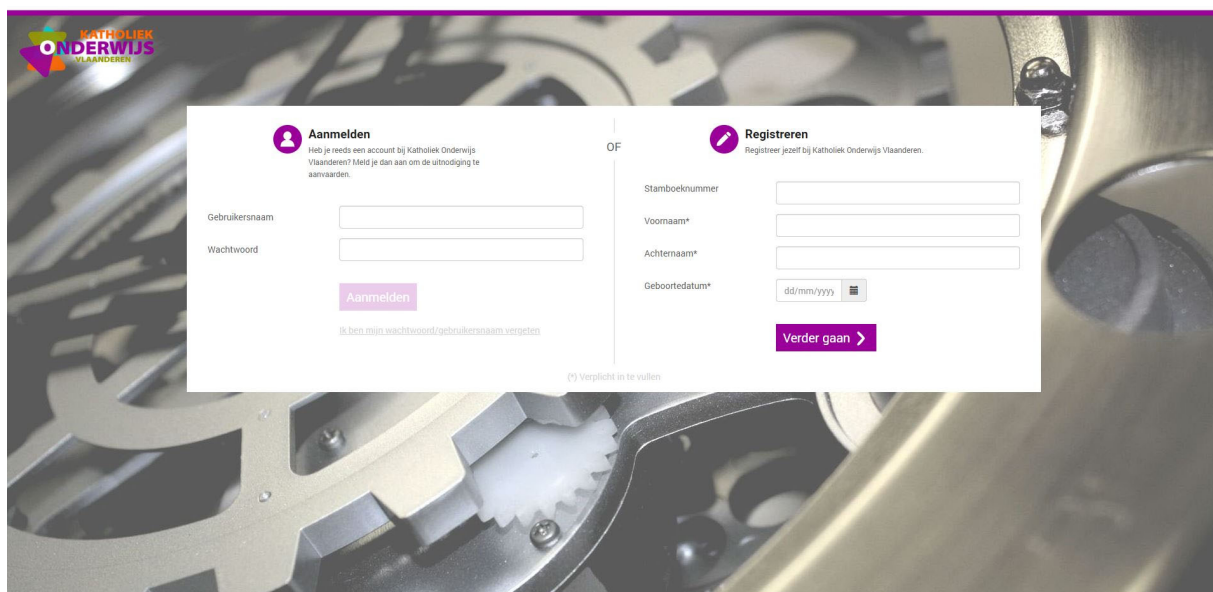 KATHOLIEK
ONDERWIJS
VLAANDEREN
Aanmelden
Heb je reeds een account bij Katholiek Onderwijs
Vlaanderen? Meld je dan aan om de uitnodiging te
aanvaarden.
Gebruikersnaam
Wachtwoord
Aanmelden
Ik ben mijn wachtwoord/gebruikersnaam vergeten
OF
Registreren
Registreer jezelf bij Katholiek Onderwijs Vlaanderen.
Stamboeknummer
Voornaam*
Achternaam*
Geboortedatum*
dd/mm/yyyy
Verder gaan
(*) Verplicht in te vullen